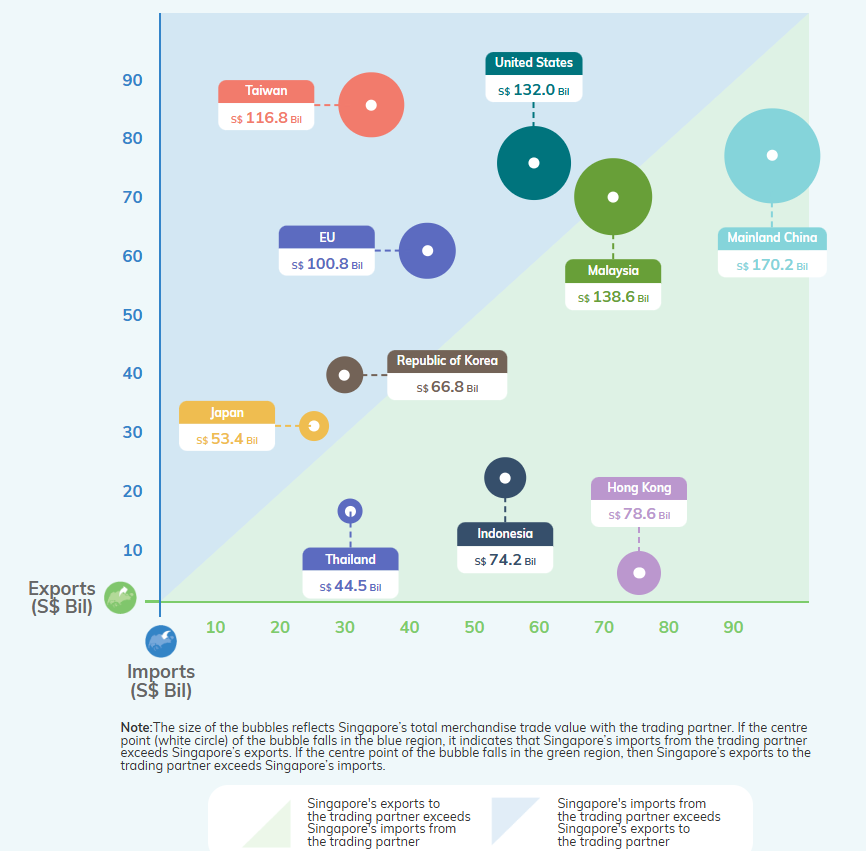 90
80
70
60
50
40
30
20
10
Taiwan
S$ 116.8 Bil
United States
S$ 132.0 Bil
EU
S$ 100.8 Bil
Mainland China
S$ 170.2 Bil
Malaysia
S$ 138.6 Bil
Republic of Korea
S$ 66.8 Bil
Japan
S$ 53.4 Bil
Hong Kong
S$ 78.6 Bil
Indonesia
S$ 74.2 Bil
Thailand
S$ 44.5 Bil
Exports
(S$ Bil)
10 20 30 40 50 60 70 80 90
Imports
(S$ Bil)
Note:The size of the bubbles reflects Singapore's total merchandise trade value with the trading partner. If the centre
point (white circle) of the bubble falls in the blue region, it indicates that Singapore's imports from the trading partner
exceeds Singapore's exports. If the centre point of the bubble falls in the green region, then Singapore's exports to the
trading partner exceeds Singapore's imports.
Singapore's exports to
the trading partner exceeds
Singapore's imports from
the trading partner
Singapore's imports from
the trading partner exceeds
Singapore's exports to
the trading partner